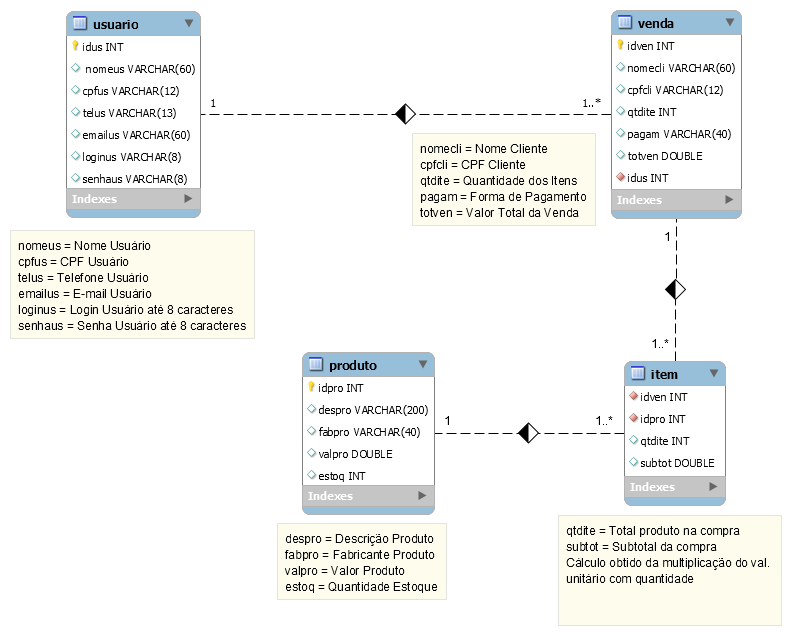 usuario
idus INT
nomeus VARCHAR(60)
cpfus VARCHAR(12)
telus VARCHAR(13)
emailus VARCHAR(60)
loginus VARCHAR(8)
senhaus VARCHAR(8)
Indexes
1
1..*
venda
idven INT
nomecli VARCHAR(60)
cpfcli VARCHAR(12)
qtdite INT
pagam VARCHAR(40)
totven DOUBLE
idus INT
Indexes
nomecli = Nome Cliente
cpfcli = CPF Cliente
qtdite = Quantidade dos Itens
pagam = Forma de Pagamento
totven = Valor Total da Venda
nomeus = Nome Usuário
cpfus = CPF Usuário
telus = Telefone Usuário
emailus = E-mail Usuário
loginus = Login Usuário até 8 caracteres
senhaus = Senha Usuário até 8 caracteres
1
1..*
produto
idpro INT
despro VARCHAR(200)
fabpro VARCHAR(40)
valpro DOUBLE
estoq INT
Indexes
1
1..*
item
idven INT
idpro INT
qtdite INT
subtot DOUBLE
Indexes
despro = Descrição Produto
fabpro = Fabricante Produto
valpro = Valor Produto
estoq = Quantidade Estoque
qtdite = Total produto na compra
subtot = Subtotal da compra
Cálculo obtido da multiplicação do val.
unitário com quantidade